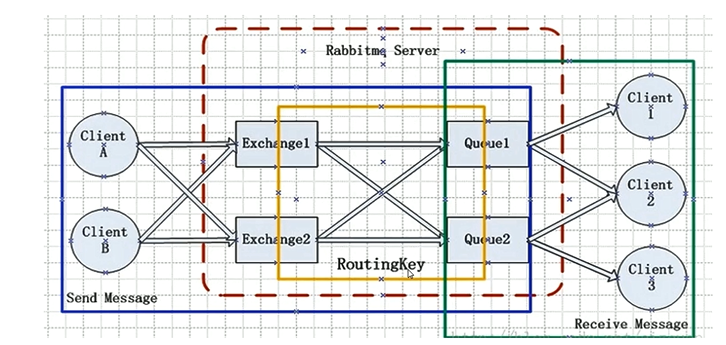 Rabbitmq Server
Client
A
Client
B
Exchange1
Exchange2
Queue1
Queue2
Client
1
Client
2
Client
3
RoutingKey
Send Message
Receive Message